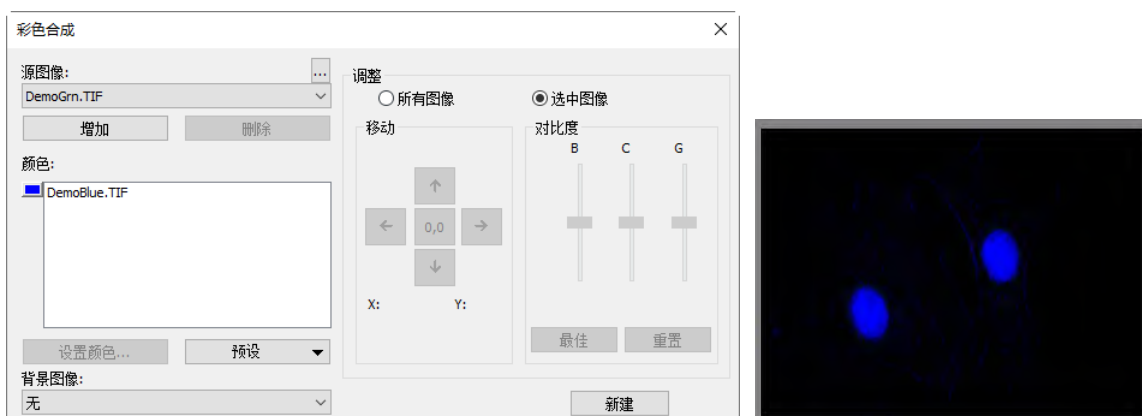 彩色合成
源图像:
...
DemoGrn.TIF
增加
删除
颜色:
DemoBlue.TIF
设置颜色...
预设
背景图像:
无
调整
所有图像
选中图像
移动
0,0
X:
Y:
对比度
B
C
G
最佳
重置
新建